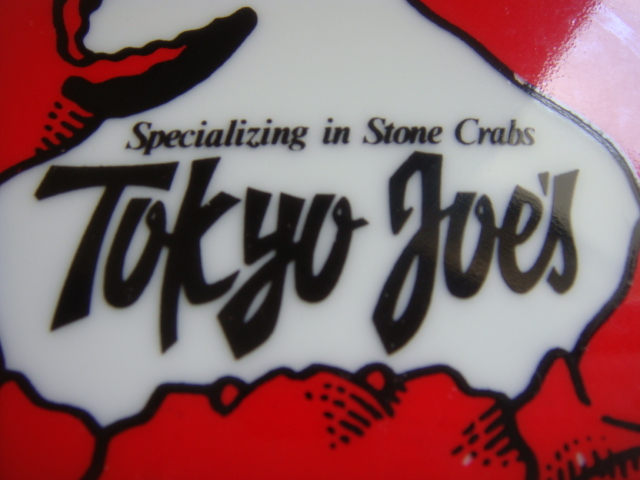 Specializing in Stone Crabs
Tokyo Joe's